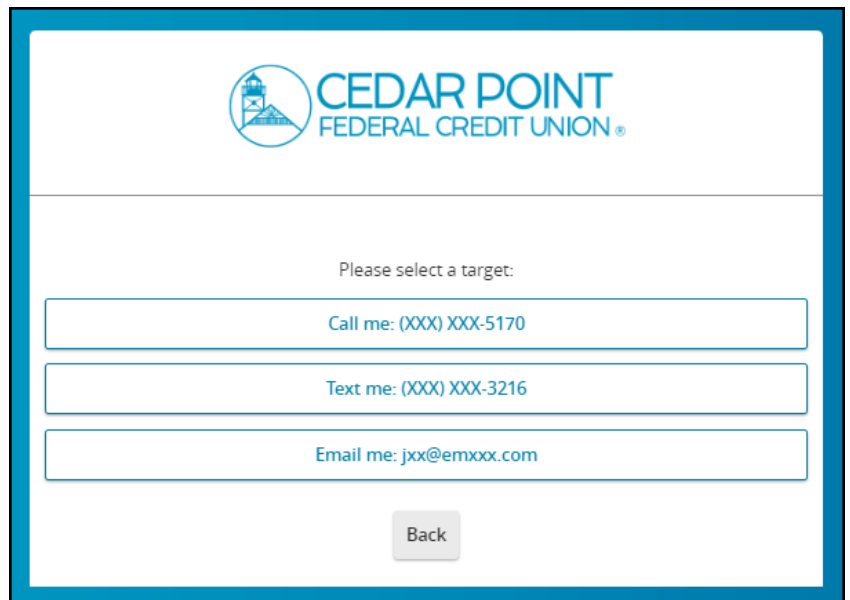 CEDAR POINT
FEDERAL CREDIT UNION ®
Please select a target:
Call me: (XXX) XXX-5170
Text me: (XXX) XXX-3216
Email me: jxx@emxxx.com
Back